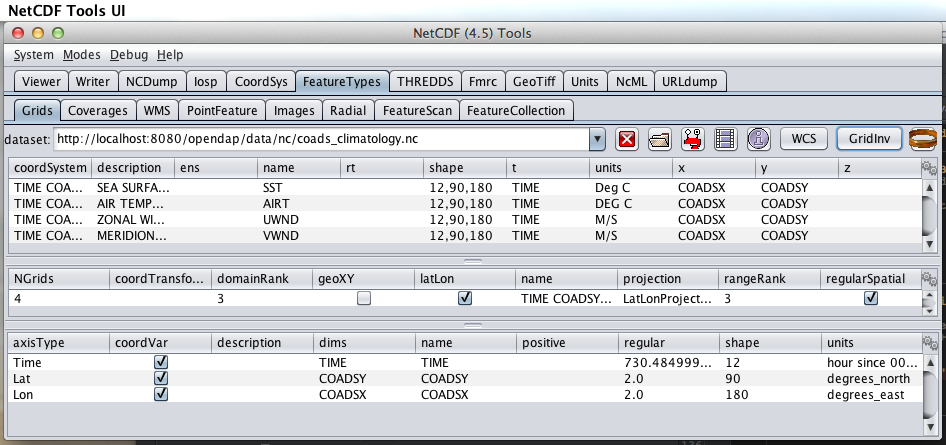 NetCDF Tools UI
NetCDF (4.5) Tools
System Modes Debug Help
Viewer Writer NCDump Iosp CoordSys FeatureTypes THREDDS Fmrc GeoTiff Units NcML URLdump
Grids Coverages WMS PointFeature Images Radial FeatureScan FeatureCollection
dataset: http://localhost:8080/opendap/data/nc/coads_climatology.nc WCS GridInv
coordSystem description ens name rt shape t units x y z
TIME COA... SEA SURFA... SST 12,90,180 TIME Deg C COADSX COADSY
TIME COA... AIR TEMP... AIRT 12,90,180 TIME DEG C COADSX COADSY
TIME COA... ZONAL WI... UWND 12,90,180 TIME M/S COADSX COADSY
TIME COA... MERIDION... VWND 12,90,180 TIME M/S COADSX COADSY
NGrids coordTransfo... domainRank geoXY latLon name projection rangeRank regularSpatial
4 3 TIME COADSY... LatLonProject... 3
axisType coordVar description dims name positive regular shape units
Time TIME TIME 730.484999... 12 hour since 00...
Lat COADSY COADSY 2.0 90 degrees_north
Lon COADSX COADSX 2.0 180 degrees_east